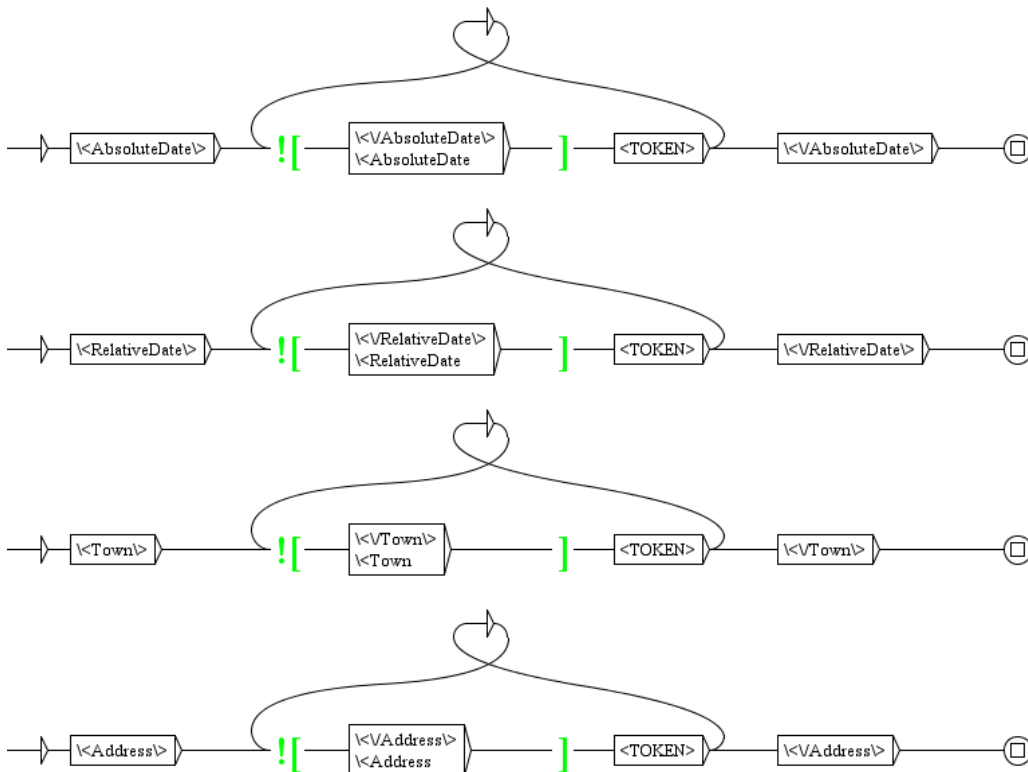 \<AbsoluteDate\>
![
\<\/AbsoluteDate\>
\<AbsoluteDate
]
<TOKEN>
\<\/AbsoluteDate\>
\<RelativeDate\>
![
\<\/RelativeDate\>
\<RelativeDate
]
<TOKEN>
\<\/RelativeDate\>
\<Town\>
![
\<\/Town\>
\<Town
]
<TOKEN>
\<\/Town\>
\<Address\>
![
\<\/Address\>
\<Address
]
<TOKEN>
\<\/Address\>